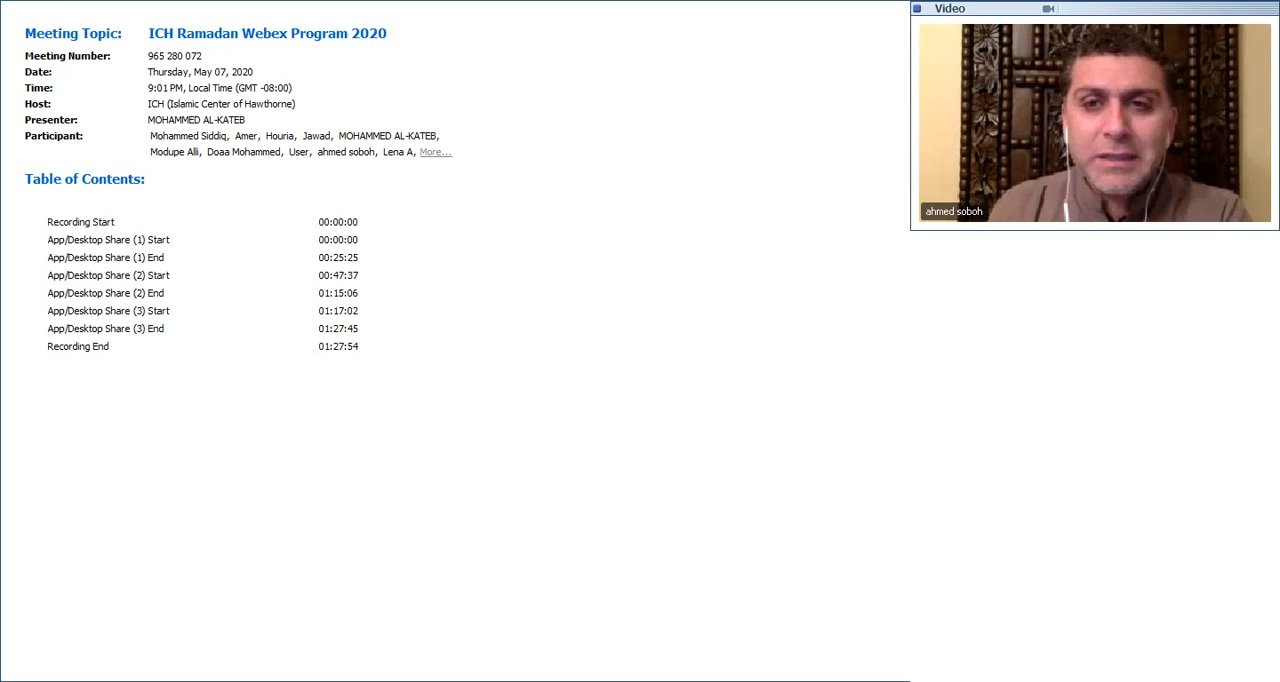 Meeting Topic: ICH Ramadan Webex Program 2020
Meeting Number: 965 280 072
Date: Thursday, May 07, 2020
Time: 9:01 PM, Local Time (GMT -08:00)
Host: ICH (Islamic Center of Hawthorne)
Presenter: MOHAMMED AL-KATEB
Participant: Mohammed Siddiq, Amer, Houria, Jawad, MOHAMMED AL-KATEB,
Modupe Alli, Doaa Mohammed, User, ahmed soboh, Lena A, More...
Table of Contents:
Recording Start 00:00:00
App/Desktop Share (1) Start 00:00:00
App/Desktop Share (1) End 00:25:25
App/Desktop Share (2) Start 00:47:37
App/Desktop Share (2) End 01:15:06
App/Desktop Share (3) Start 01:17:02
App/Desktop Share (3) End 01:27:45
Recording End 01:27:54
Video
ahmed soboh